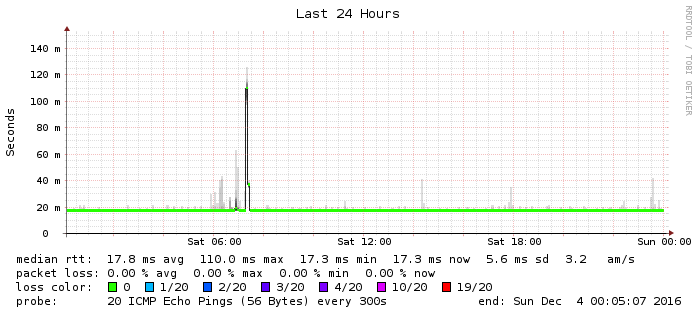 Last 24 Hours
RRDTOOL / TOBI OETIKER
Seconds
140 m
120 m
100 m
80 m
60 m
40 m
20 m
0
Sat 06:00 Sat 12:00 Sat 18:00 Sun 00:00
median rtt: 17.8 ms avg 110.0 ms max 17.3 ms min 17.3 ms now 5.6 ms sd 3.2 am/s
packet loss: 0.00 % avg 0.00 % max 0.00 % min 0.00 % now
loss color: 0 1/20 2/20 3/20 4/20 10/20 19/20
probe: 20 ICMP Echo Pings (56 Bytes) every 300s end: Sun Dec 4 00:05:07 2016